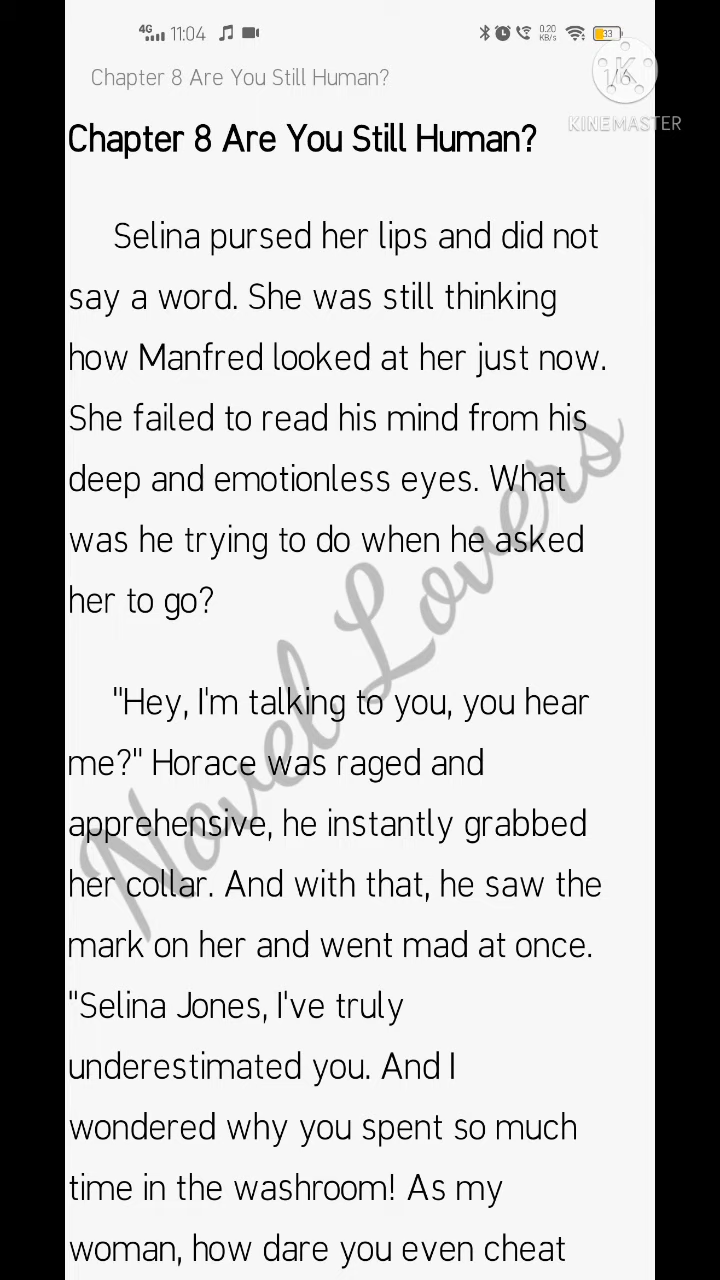 4G 11:04 0.20 KB/s 33
Chapter 8 Are You Still Human? 1/6
KINEMASTER
Chapter 8 Are You Still Human?
Selina pursed her lips and did not
say a word. She was still thinking
how Manfred looked at her just now.
She failed to read his mind from his
deep and emotionless eyes. What
was he trying to do when he asked
her to go?
"Hey, I'm talking to you, you hear
me?" Horace was raged and
apprehensive, he instantly grabbed
her collar. And with that, he saw the
mark on her and went mad at once.
"Selina Jones, I've truly
underestimated you. And I
wondered why you spent so much
time in the washroom! As my
woman, how dare you even cheat
Novel Lovers